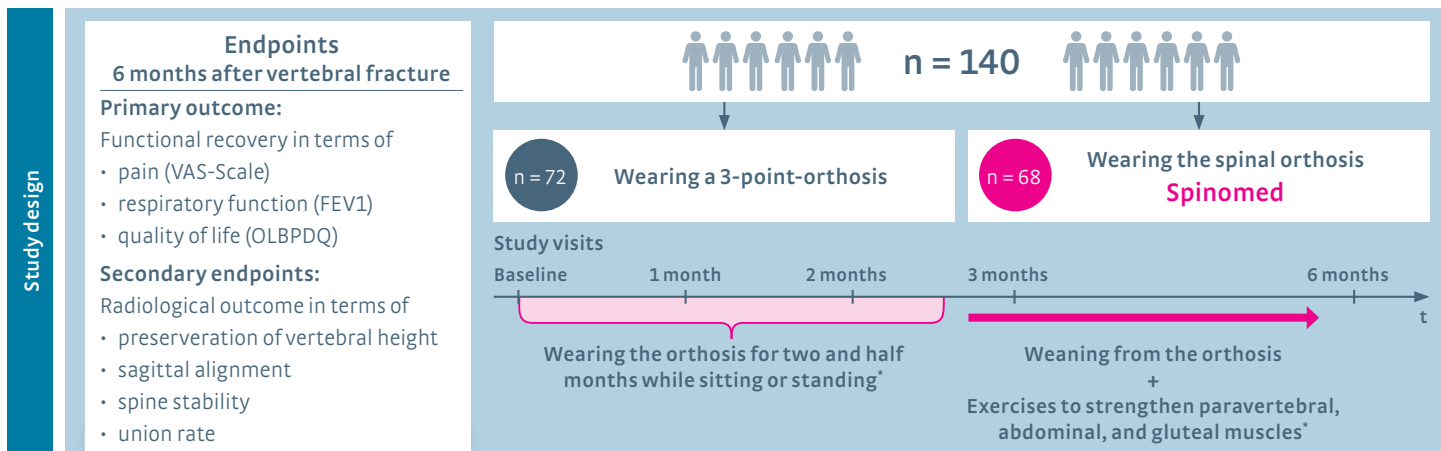 Study design
Endpoints
6 months after vertebral fracture
Primary outcome:
Functional recovery in terms of
• pain (VAS-Scale)
• respiratory function (FEV1)
• quality of life (OLBPDQ)
Secondary endpoints:
Radiological outcome in terms of
• preserveration of vertebral height
• sagittal alignment
• spine stability
• union rate
n = 140
n = 72
Wearing a 3-point-orthosis
n = 68
Wearing the spinal orthosis
Spinomed
Study visits
Baseline 1 month 2 months 3 months 6 months
t
Wearing the orthosis for two and half
months while sitting or standing*
Weaning from the orthosis
+
Exercises to strengthen paravertebral,
abdominal, and gluteal muscles*